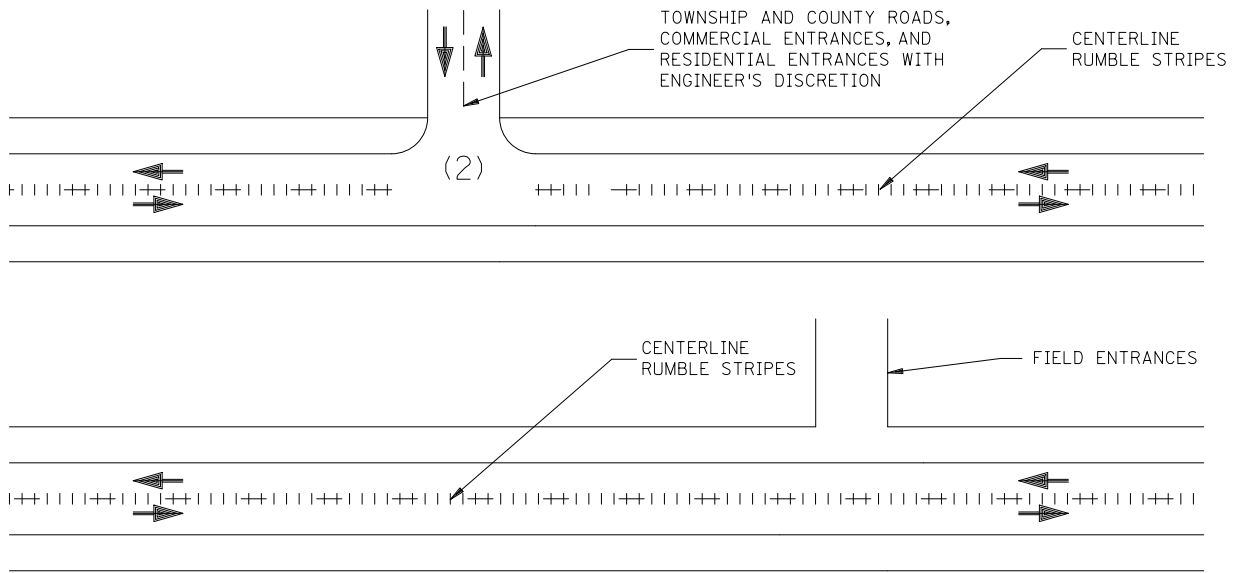 TOWNSHIP AND COUNTY ROADS,
COMMERCIAL ENTRANCES, AND
RESIDENTIAL ENTRANCES WITH
ENGINEER'S DISCRETION
CENTERLINE
RUMBLE STRIPES
(2)
CENTERLINE
RUMBLE STRIPES
FIELD ENTRANCES